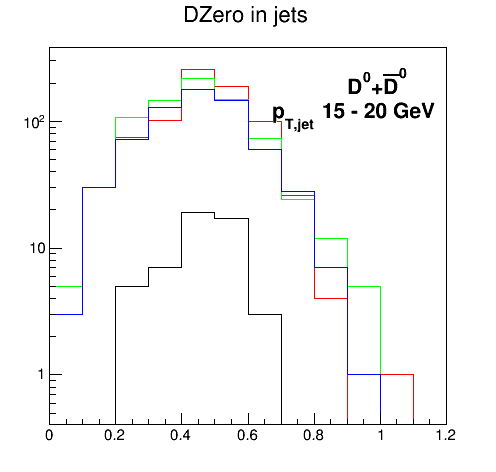 DZero in jets
D⁰+D̅⁰
p_T,jet 15 - 20 GeV
10²
10
1
0 0.2 0.4 0.6 0.8 1 1.2